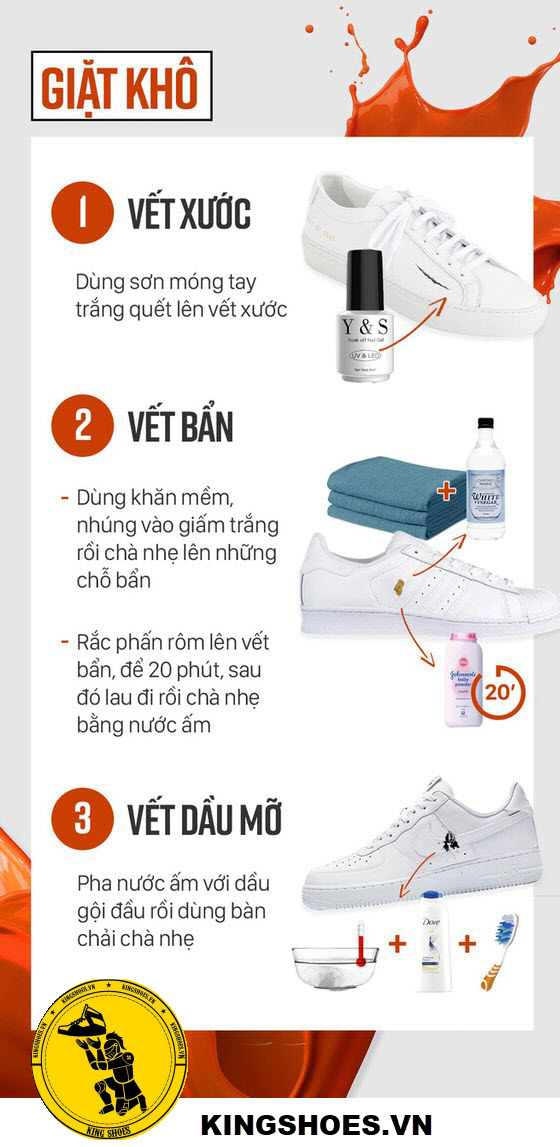 GIẶT KHÔ
1 VẾT XƯỚC
Dùng sơn móng tay
trắng quết lên vết xước
Y & S
Soak off Nail Gel
UV & LED
2 VẾT BẨN
- Dùng khăn mềm,
nhúng vào giấm trắng
rồi chà nhẹ lên những
chỗ bẩn
+
WHITE
VINEGAR
- Rắc phấn rôm lên vết
bẩn, để 20 phút, sau
đó lau đi rồi chà nhẹ
bằng nước ấm
Johnson's
baby
powder
20'
3 VẾT DẦU MỠ
Pha nước ấm với dầu
gội đầu rồi dùng bàn
chải chà nhẹ
+ Dove +
KINGSHOES.VN
KINGSHOES.VN
KINGSHOES.VN
KINGSHOES.VN
KING SHOES
KINGSHOES.VN